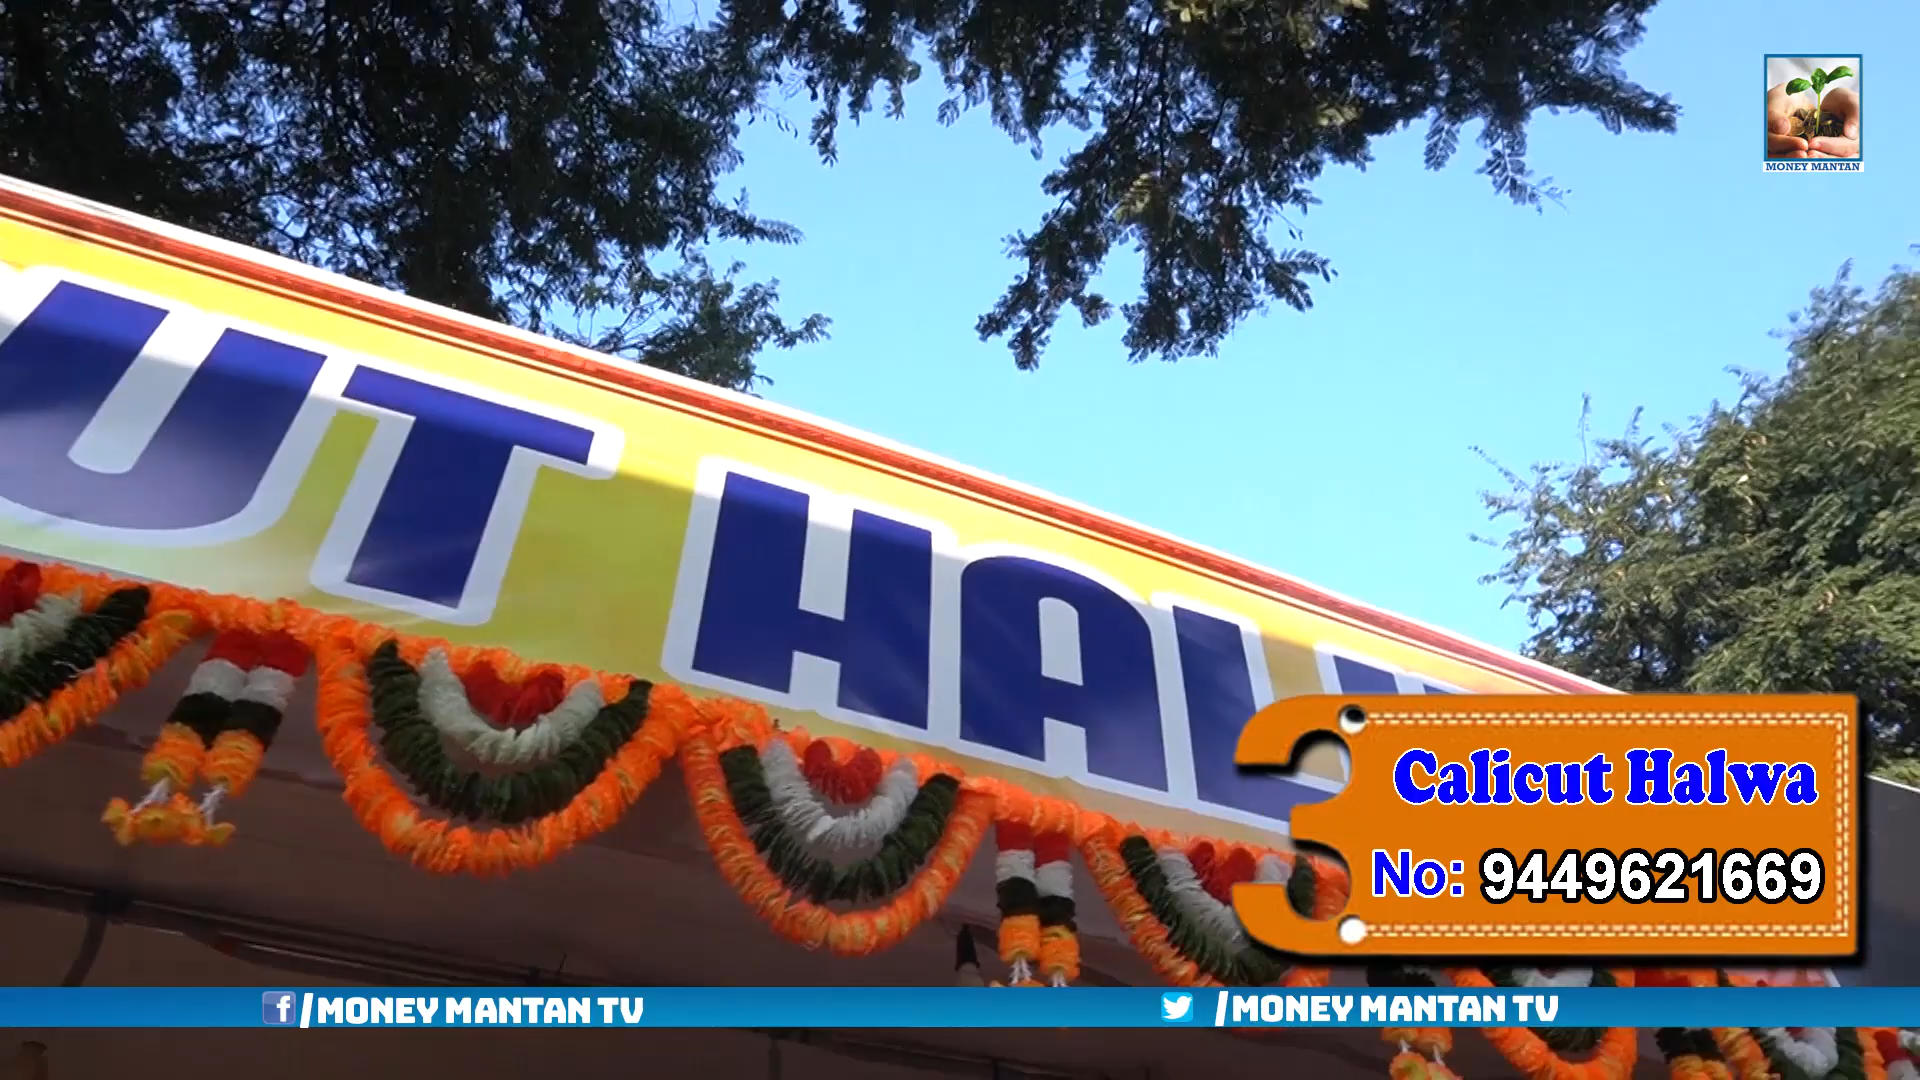 MONEY MANTAN
UT HAL
Calicut Halwa
No: 9449621669
/MONEY MANTAN TV
/MONEY MANTAN TV